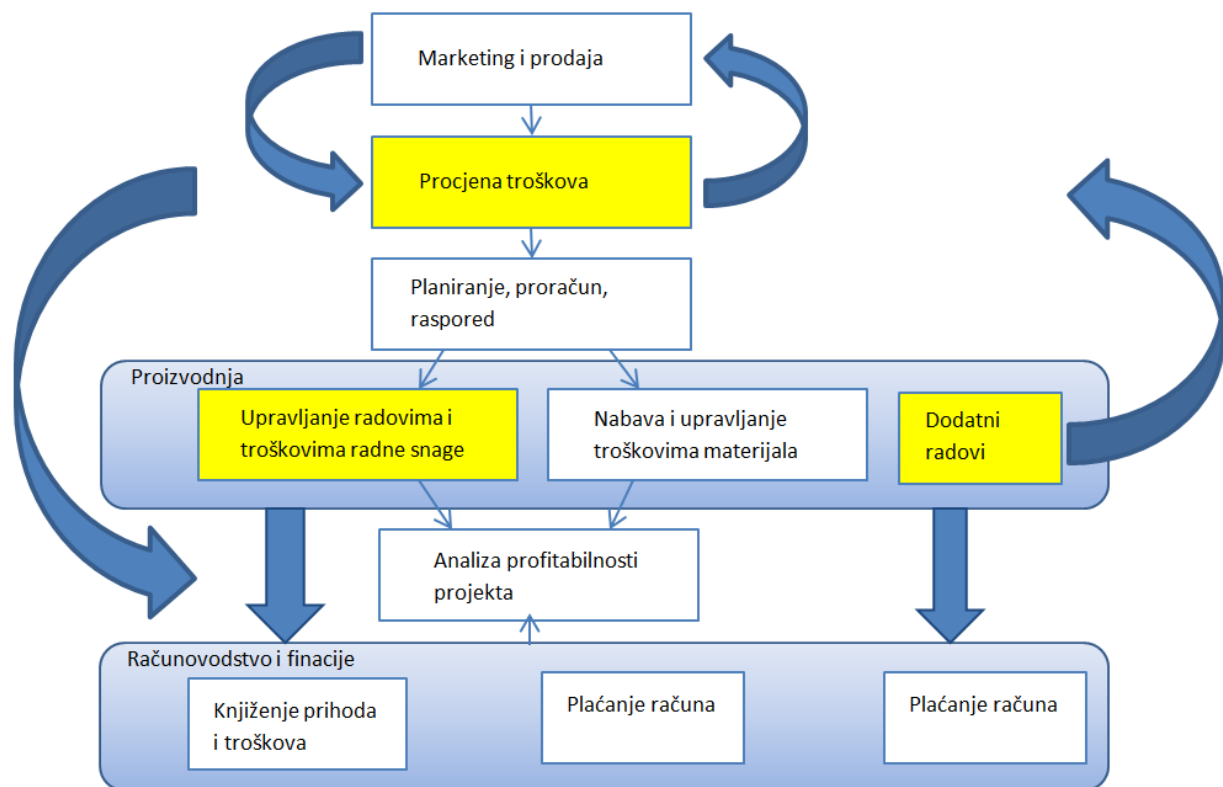 Marketing i prodaja
Procjena troškova
Planiranje, proračun,
raspored
Proizvodnja
Upravljanje radovima i
troškovima radne snage
Nabava i upravljanje
troškovima materijala
Dodatni
radovi
Analiza profitabilnosti
projekta
Računovodstvo i finacije
Knjiženje prihoda
i troškova
Plaćanje računa
Plaćanje računa